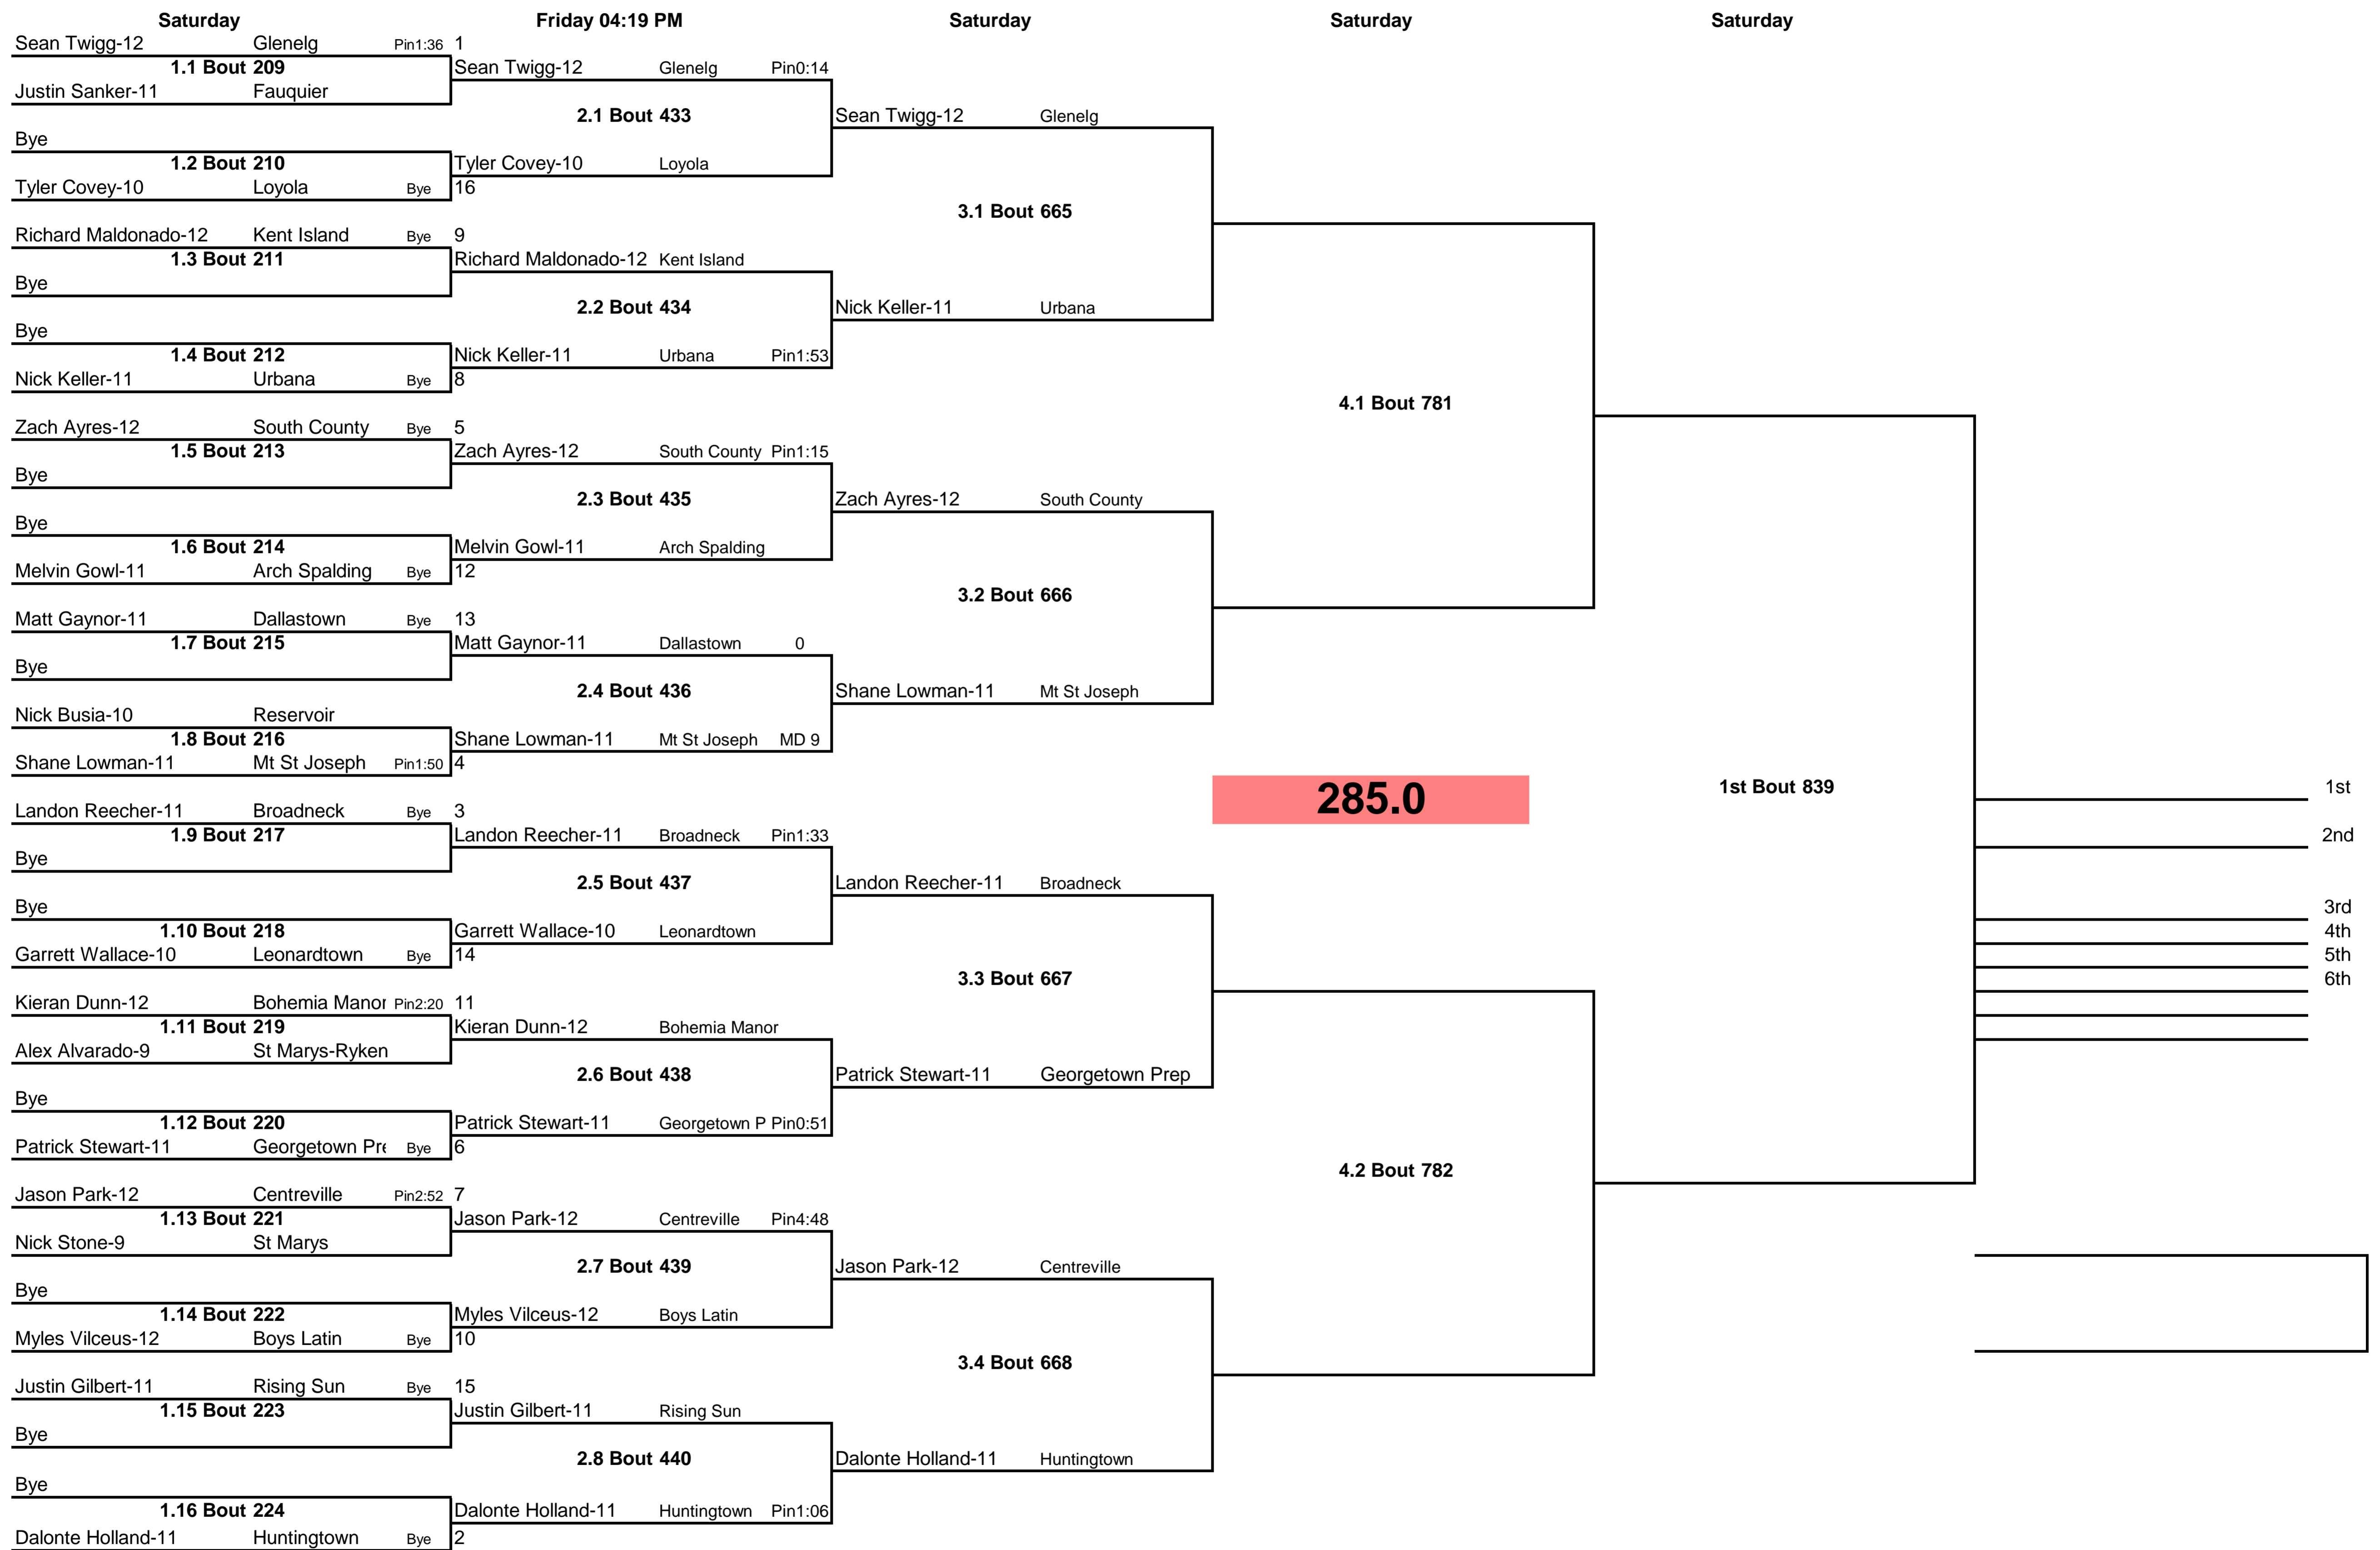 Saturday Friday 04:19 PM Saturday Saturday Saturday
Sean Twigg-12 Glenelg Pin1:36 1
1.1 Bout 209 Sean Twigg-12 Glenelg Pin0:14
Justin Sanker-11 Fauquier
2.1 Bout 433 Sean Twigg-12 Glenelg
Bye
1.2 Bout 210 Tyler Covey-10 Loyola
Tyler Covey-10 Loyola Bye 16
3.1 Bout 665
Richard Maldonado-12 Kent Island Bye 9
1.3 Bout 211 Richard Maldonado-12 Kent Island
Bye
2.2 Bout 434 Nick Keller-11 Urbana
Bye
1.4 Bout 212 Nick Keller-11 Urbana Pin1:53
Nick Keller-11 Urbana Bye 8
4.1 Bout 781
Zach Ayres-12 South County Bye 5
1.5 Bout 213 Zach Ayres-12 South County Pin1:15
Bye
2.3 Bout 435 Zach Ayres-12 South County
Bye
1.6 Bout 214 Melvin Gowl-11 Arch Spalding
Melvin Gowl-11 Arch Spalding Bye 12
3.2 Bout 666
Matt Gaynor-11 Dallastown Bye 13
1.7 Bout 215 Matt Gaynor-11 Dallastown 0
Bye
2.4 Bout 436 Shane Lowman-11 Mt St Joseph
Nick Busia-10 Reservoir
1.8 Bout 216 Shane Lowman-11 Mt St Joseph MD 9
Shane Lowman-11 Mt St Joseph Pin1:50 4
285.0 1st Bout 839 1st
Landon Reecher-11 Broadneck Bye 3
1.9 Bout 217 Landon Reecher-11 Broadneck Pin1:33 2nd
Bye
2.5 Bout 437 Landon Reecher-11 Broadneck
Bye 3rd
1.10 Bout 218 Garrett Wallace-10 Leonardtown 4th
Garrett Wallace-10 Leonardtown Bye 14 5th
3.3 Bout 667 6th
Kieran Dunn-12 Bohemia Manor Pin2:20 11
1.11 Bout 219 Kieran Dunn-12 Bohemia Manor
Alex Alvarado-9 St Marys-Ryken
2.6 Bout 438 Patrick Stewart-11 Georgetown Prep
Bye
1.12 Bout 220 Patrick Stewart-11 Georgetown P Pin0:51
Patrick Stewart-11 Georgetown Pre Bye 6
4.2 Bout 782
Jason Park-12 Centreville Pin2:52 7
1.13 Bout 221 Jason Park-12 Centreville Pin4:48
Nick Stone-9 St Marys
2.7 Bout 439 Jason Park-12 Centreville
Bye
1.14 Bout 222 Myles Vilceus-12 Boys Latin
Myles Vilceus-12 Boys Latin Bye 10
3.4 Bout 668
Justin Gilbert-11 Rising Sun Bye 15
1.15 Bout 223 Justin Gilbert-11 Rising Sun
Bye
2.8 Bout 440 Dalonte Holland-11 Huntingtown
Bye
1.16 Bout 224 Dalonte Holland-11 Huntingtown Pin1:06
Dalonte Holland-11 Huntingtown Bye 2